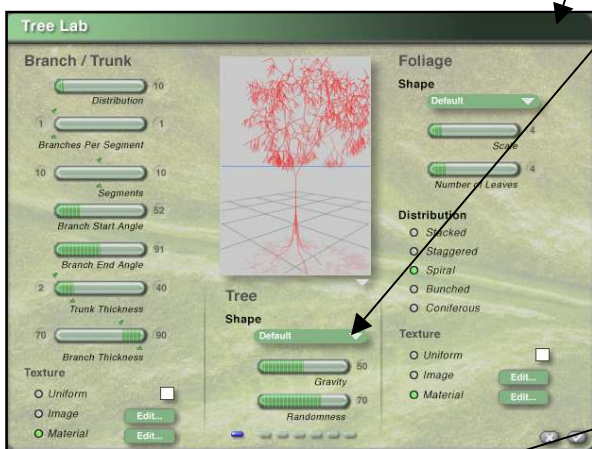 Tree Lab
Branch / Trunk
10
Distribution
1 1
Branches Per Segment
10 10
Segments
52
Branch Start Angle
91
Branch End Angle
2 40
Trunk Thickness
70 90
Branch Thickness
Texture
Uniform
Image Edit...
Material Edit...
Tree
Shape
Default
50
Gravity
70
Randomness
Foliage
Shape
Default
4
Scale
4
Number of Leaves
Distribution
Stacked
Staggered
Spiral
Bunched
Coniferous
Texture
Uniform
Image Edit...
Material Edit...